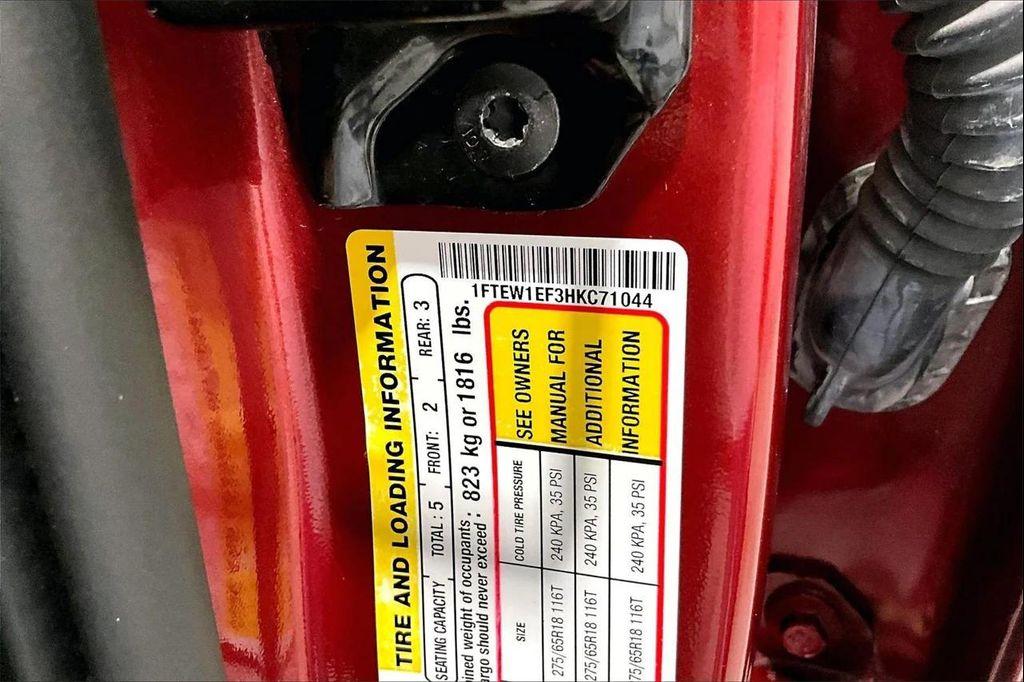 TIRE AND LOADING INFORMATION
SEATING CAPACITY TOTAL : 5 FRONT: 2 REAR: 3
ined weight of occupants
argo should never exceed : 823 kg or 1816 lbs.
1FTEW1EF3HKC71044
SIZE COLD TIRE PRESSURE
275/65R18 116T 240 KPA, 35 PSI
275/65R18 116T 240 KPA, 35 PSI
75/65R18 116T 240 KPA, 35 PSI
SEE OWNERS
MANUAL FOR
ADDITIONAL
INFORMATION